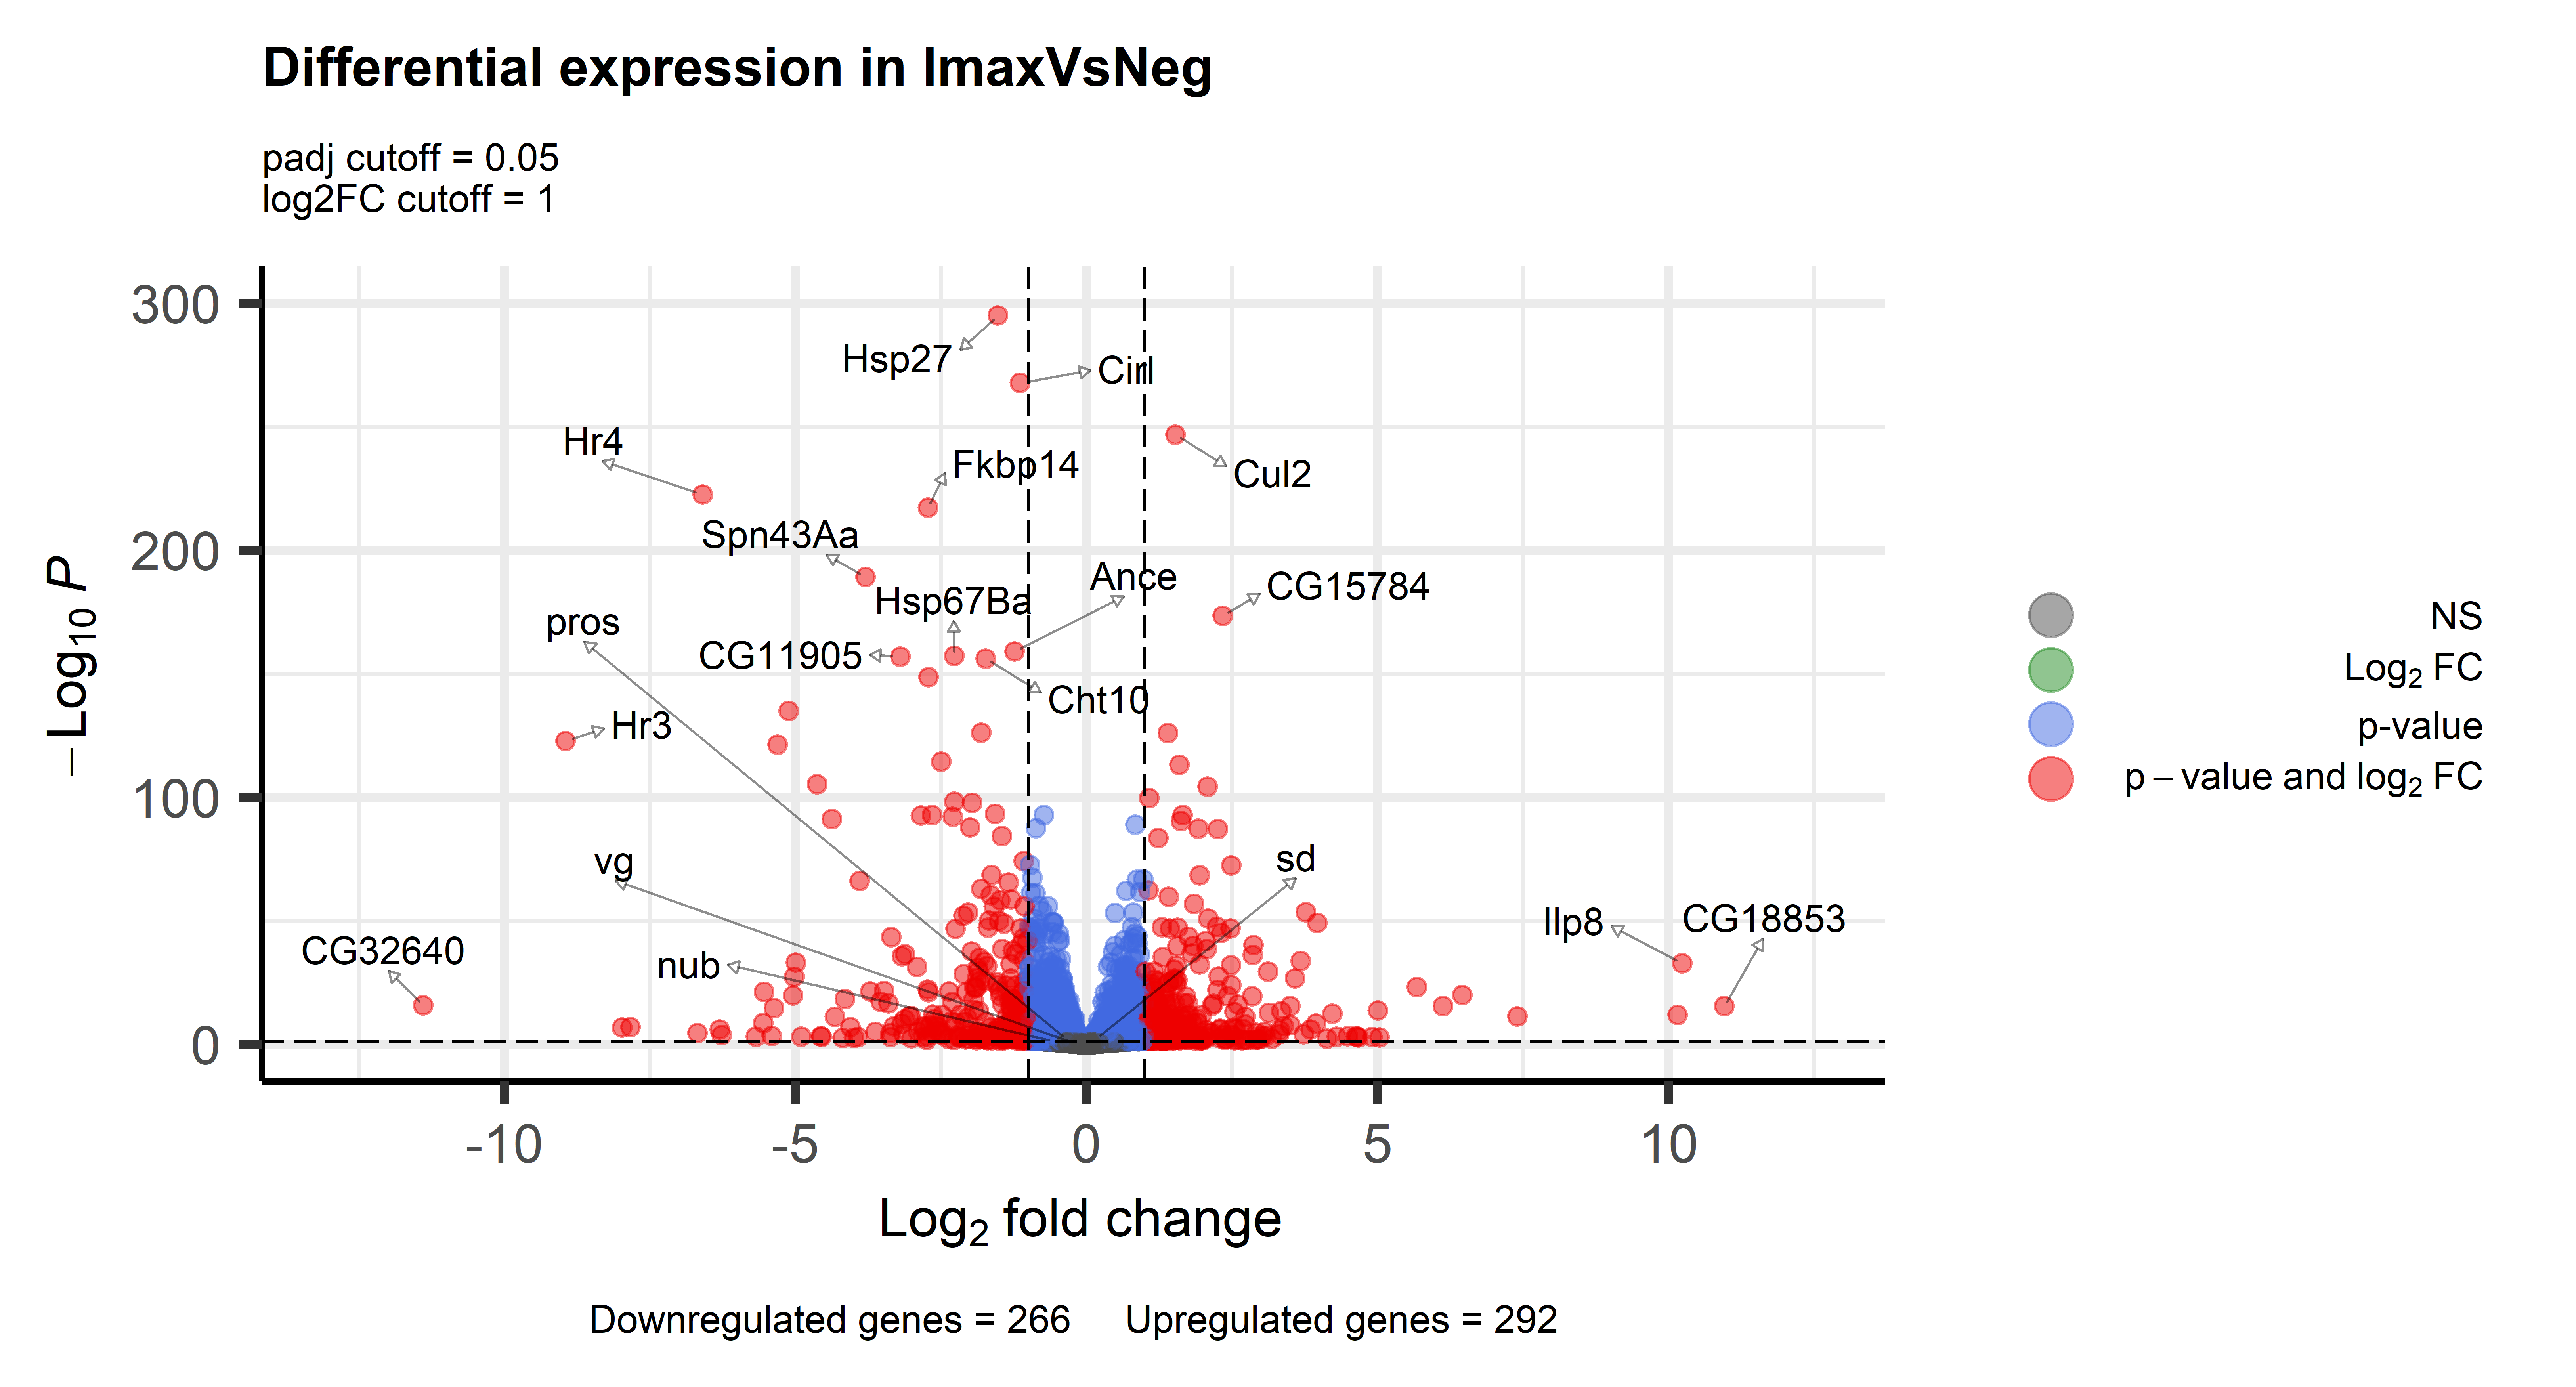 Differential expression in ImaxVsNeg
padj cutoff = 0.05
log2FC cutoff = 1
300
200
100
0
−Log₁₀ P
Hsp27
Cirl
Hr4
Fkbp14
Cul2
Spn43Aa
Ance
CG15784
Hsp67Ba
pros
CG11905
Cht10
Hr3
vg
sd
Ilp8
CG18853
CG32640
nub
NS
Log₂ FC
p-value
p − value and log₂ FC
-10
-5
0
5
10
Log₂ fold change
Downregulated genes = 266 Upregulated genes = 292